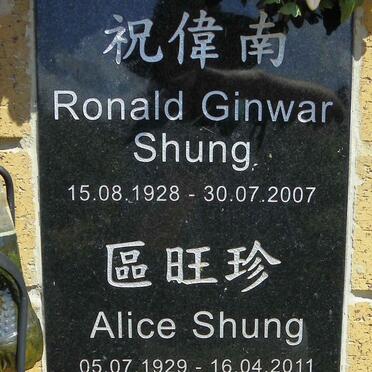 祝偉南
Ronald Ginwar
Shung
15.08.1928 - 30.07.2007
區旺珍
Alice Shung
05.07.1929 - 16.04.2011